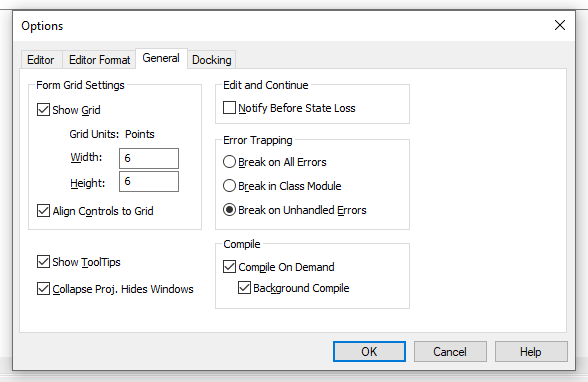 Options
Editor Editor Format General Docking
Form Grid Settings
Show Grid
Grid Units: Points
Width: 6
Height: 6
Align Controls to Grid
Show ToolTips
Collapse Proj. Hides Windows
Edit and Continue
Notify Before State Loss
Error Trapping
Break on All Errors
Break in Class Module
Break on Unhandled Errors
Compile
Compile On Demand
Background Compile
OK Cancel Help